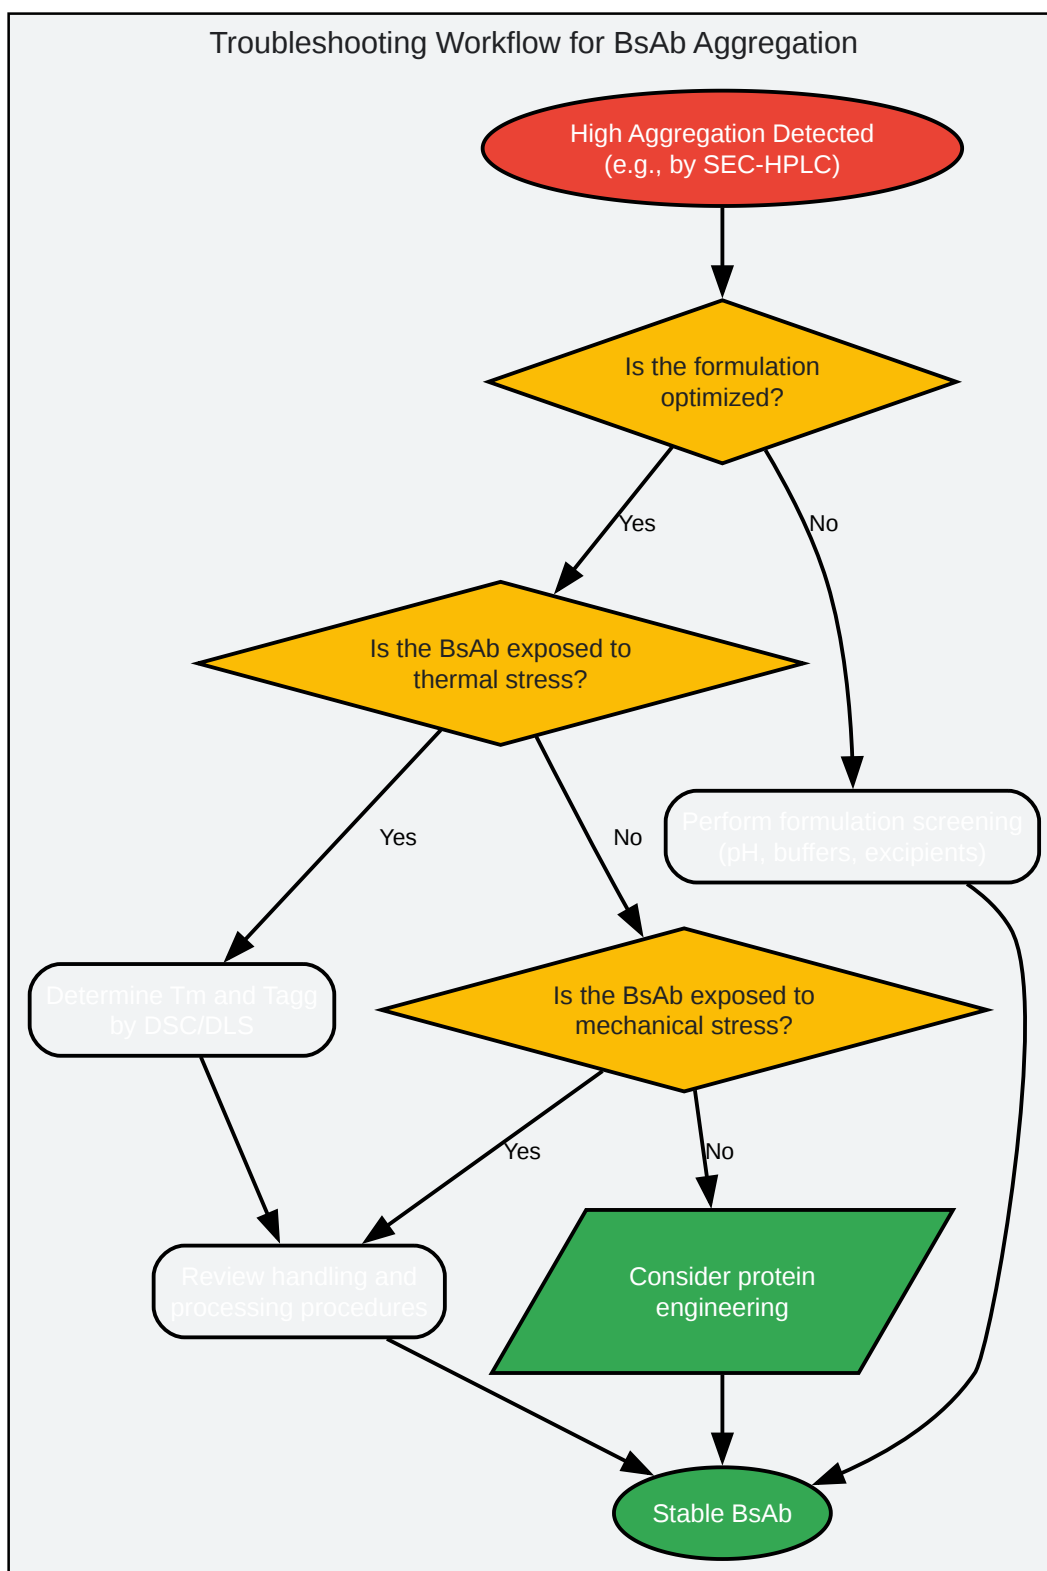 Troubleshooting Workflow for BsAb Aggregation
High Aggregation Detected
(e.g., by SEC-HPLC)
Is the formulation
optimized?
Yes
No
Is the BsAb exposed to
thermal stress?
Yes
No
Perform formulation screening
(pH, buffers, excipients)
Determine Tm and Tagg
by DSC/DLS
Is the BsAb exposed to
mechanical stress?
Yes
No
Review handling and
processing procedures
Consider protein
engineering
Stable BsAb